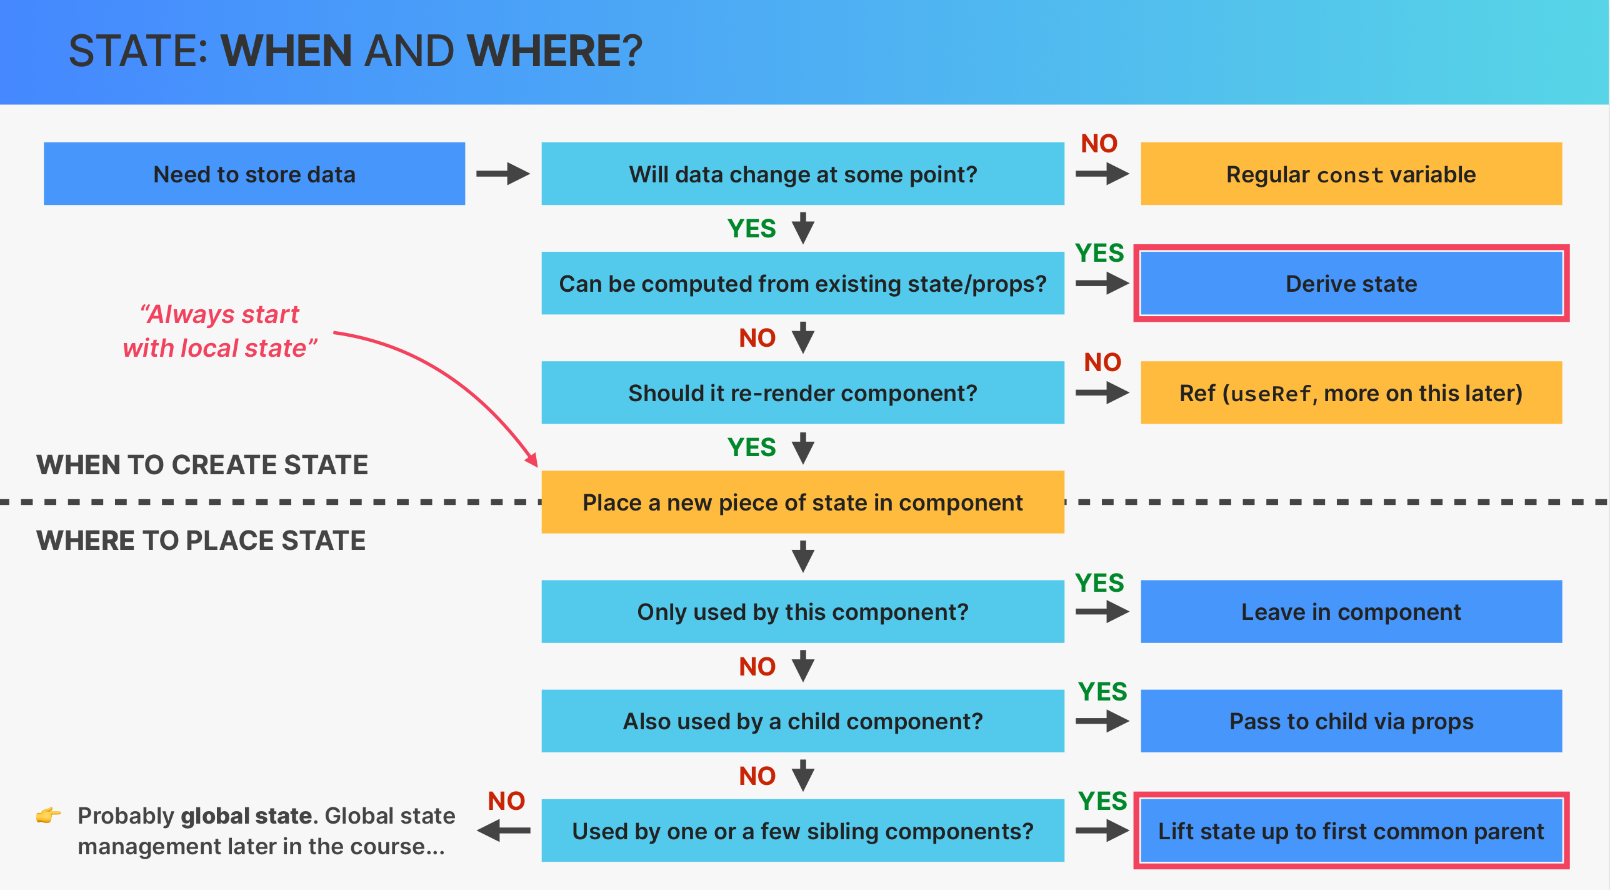 STATE: WHEN AND WHERE?
Need to store data
Will data change at some point?
NO
Regular const variable
YES
Can be computed from existing state/props?
YES
Derive state
“Always start
with local state”
NO
Should it re-render component?
NO
Ref (useRef, more on this later)
YES
WHEN TO CREATE STATE
Place a new piece of state in component
WHERE TO PLACE STATE
Only used by this component?
YES
Leave in component
NO
Also used by a child component?
YES
Pass to child via props
NO
Used by one or a few sibling components?
YES
Lift state up to first common parent
NO
👉 Probably global state. Global state
management later in the course...